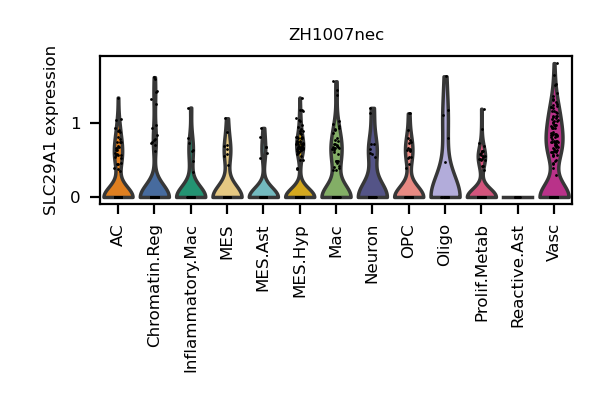 ZH1007nec
SLC29A1 expression
1
0
AC
Chromatin.Reg
Inflammatory.Mac
MES
MES.Ast
MES.Hyp
Mac
Neuron
OPC
Oligo
Prolif.Metab
Reactive.Ast
Vasc